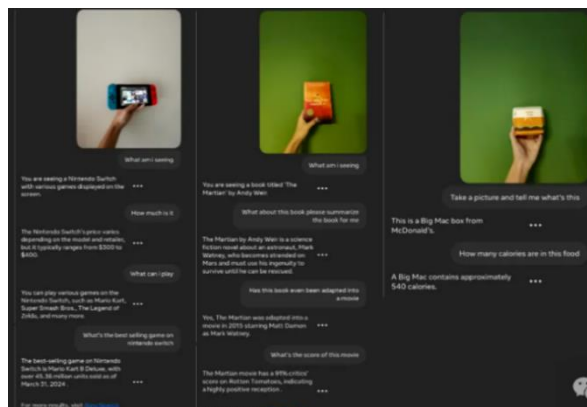 What am i seeing
You are seeing a Nintendo Switch
with various games displayed on the
screen.
How much is it
The Nintendo Switch's price varies
depending on the model and retailer,
but it typically ranges from $300 to
$400.
What can i play
You can play various games on the
Nintendo Switch, such as Mario Kart,
Super Smash Bros., The Legend of
Zelda, and many more.
What's the best selling game on
nintendo switch
The best-selling game on Nintendo
Switch is Mario Kart 8 Deluxe, with
over 45.36 million units sold as of
March 31, 2024
For more results, visit
What am i seeing
You are seeing a book titled 'The
Martian' by Andy Weir
What about this book please summarize
the book for me
The Martian by Andy Weir is a science
fiction novel about an astronaut, Mark
Watney, who becomes stranded on
Mars and must use his ingenuity to
survive until he can be rescued.
Has this book even been adapted into
a movie
Yes, The Martian was adapted into a
movie in 2015 starring Matt Damon
as Mark Watney.
What's the score of this movie
The Martian movie has a 91% critics'
score on Rotten Tomatoes, indicating
a highly positive reception.
Take a picture and tell me what's this
This is a Big Mac box from
McDonald's.
How many calories are in this food
A Big Mac contains approximately
540 calories.